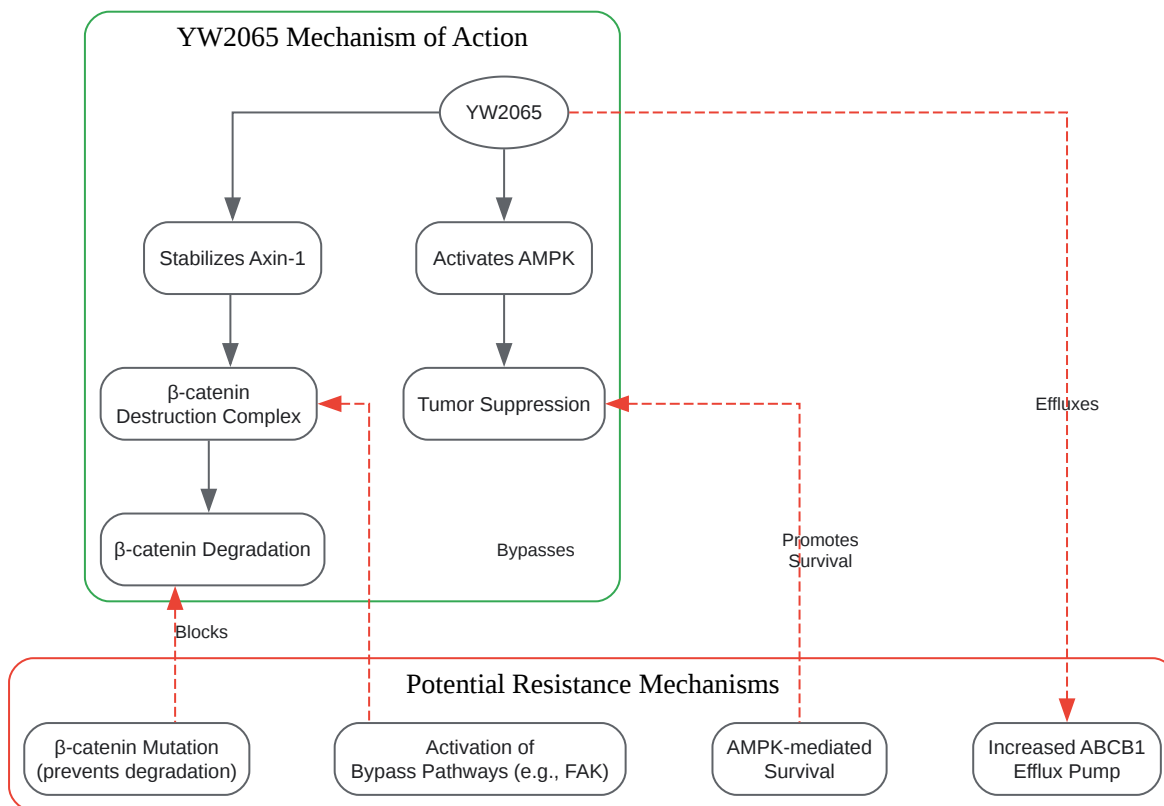 YW2065 Mechanism of Action
YW2065
Stabilizes Axin-1
Activates AMPK
β-catenin
Destruction Complex
Tumor Suppression
Effluxes
β-catenin Degradation
Bypasses
Promotes
Survival
Blocks
Potential Resistance Mechanisms
β-catenin Mutation
(prevents degradation)
Activation of
Bypass Pathways (e.g., FAK)
AMPK-mediated
Survival
Increased ABCB1
Efflux Pump